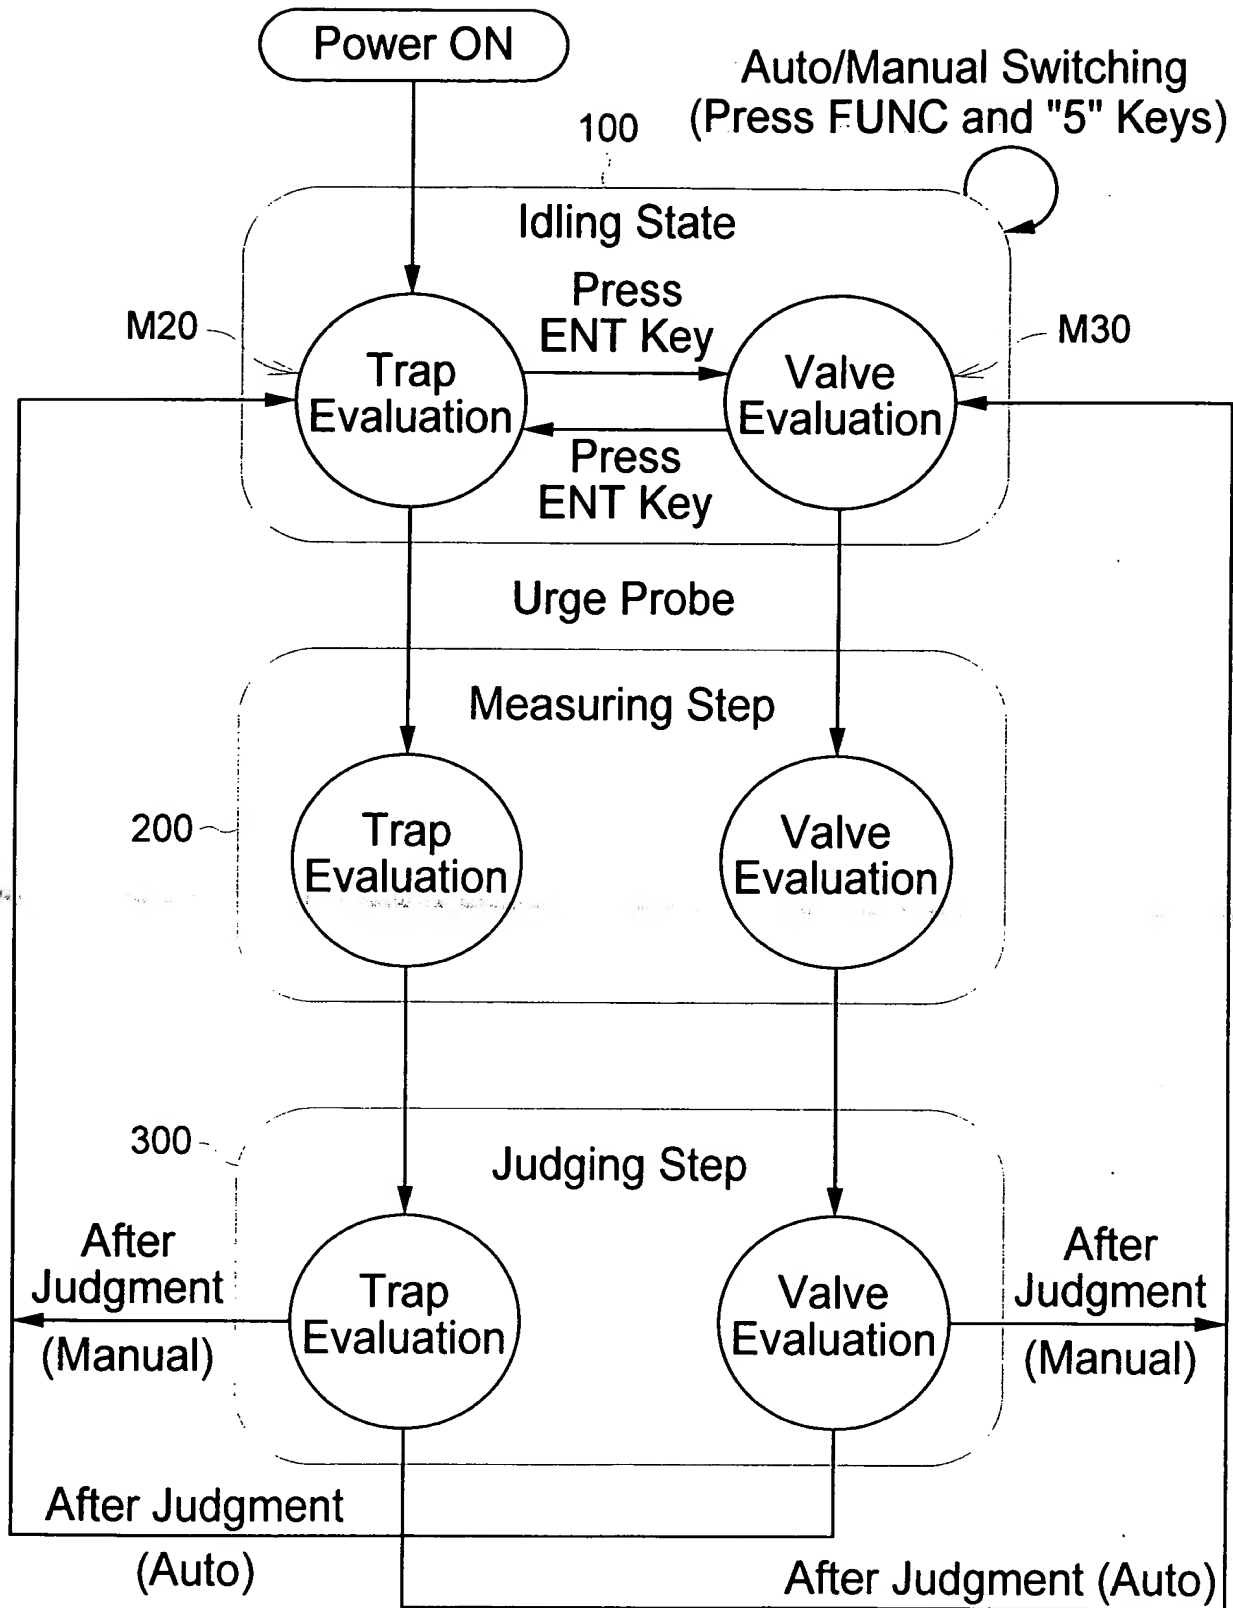 Power ON
Auto/Manual Switching
(Press FUNC and "5" Keys)
100
Idling State
Press
ENT Key
M20
M30
Trap
Evaluation
Valve
Evaluation
Press
ENT Key
Urge Probe
Measuring Step
200
Trap
Evaluation
Valve
Evaluation
300
Judging Step
After
Judgment
(Manual)
Trap
Evaluation
Valve
Evaluation
After
Judgment
(Manual)
After Judgment
(Auto)
After Judgment (Auto)